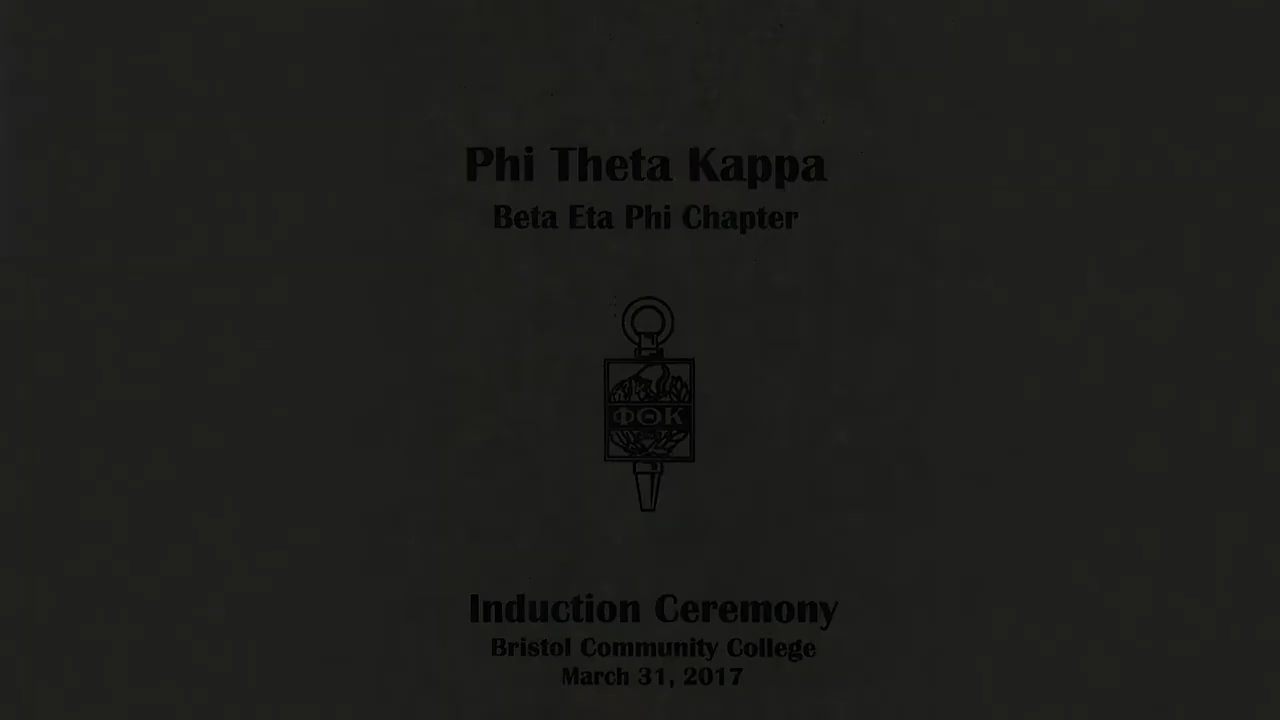 Phi Theta Kappa
Beta Eta Phi Chapter
ΦΘΚ
Induction Ceremony
Bristol Community College
March 31, 2017